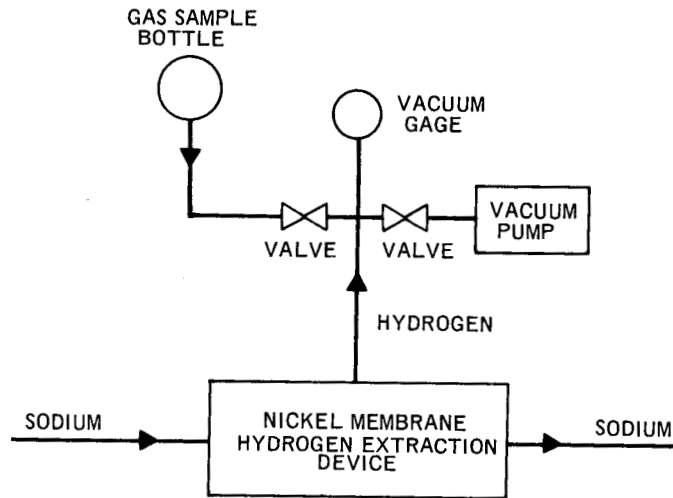 GAS SAMPLE
BOTTLE
VACUUM
GAGE
VALVE
VALVE
VACUUM
PUMP
HYDROGEN
SODIUM
NICKEL MEMBRANE
HYDROGEN EXTRACTION
DEVICE
SODIUM